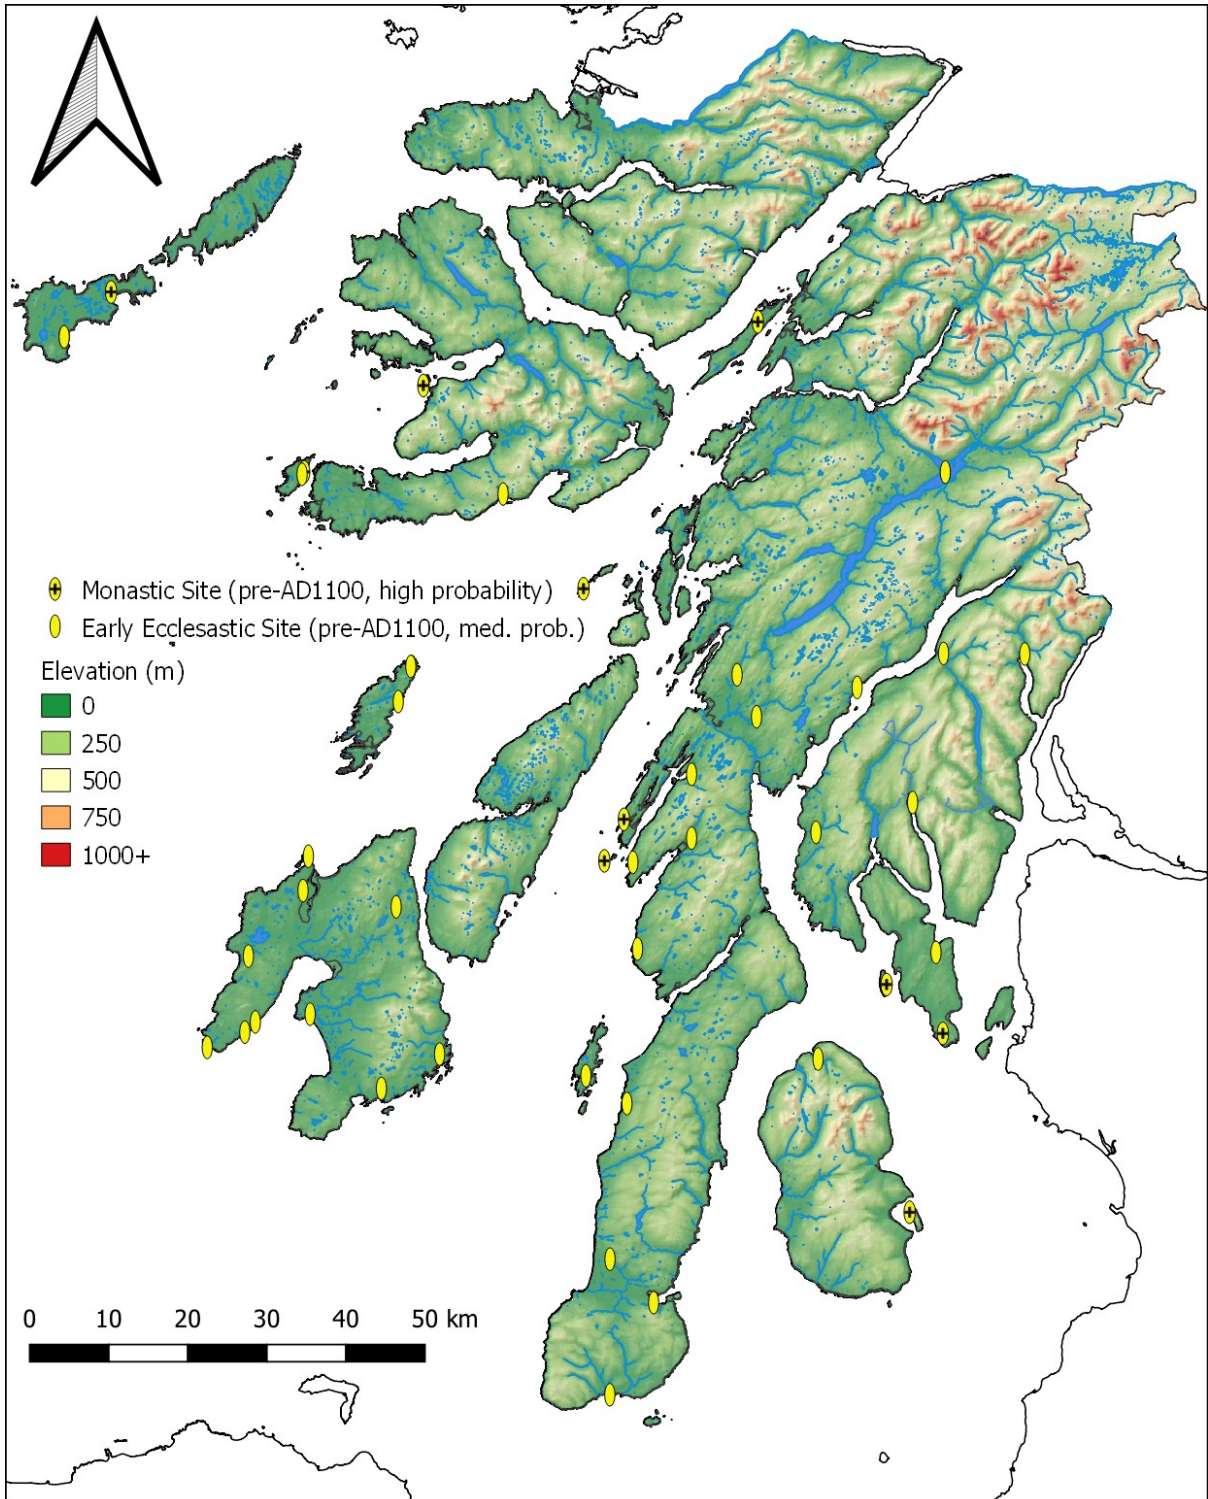 Monastic Site (pre-AD1100, high probability)
Early Ecclesastic Site (pre-AD1100, med. prob.)
Elevation (m)
0
250
500
750
1000+
0 10 20 30 40 50 km